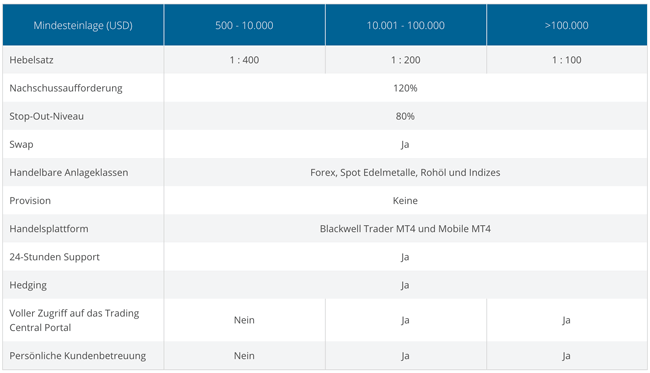 Mindesteinlage (USD) 500 - 10.000 10.001 - 100.000 >100.000
Hebelsatz 1 : 400 1 : 200 1 : 100
Nachschussaufforderung 120%
Stop-Out-Niveau 80%
Swap Ja
Handelbare Anlageklassen Forex, Spot Edelmetalle, Rohöl und Indizes
Provision Keine
Handelsplattform Blackwell Trader MT4 und Mobile MT4
24-Stunden Support Ja
Hedging Ja
Voller Zugriff auf das Trading
Central Portal Nein Ja Ja
Persönliche Kundenbetreuung Nein Ja Ja